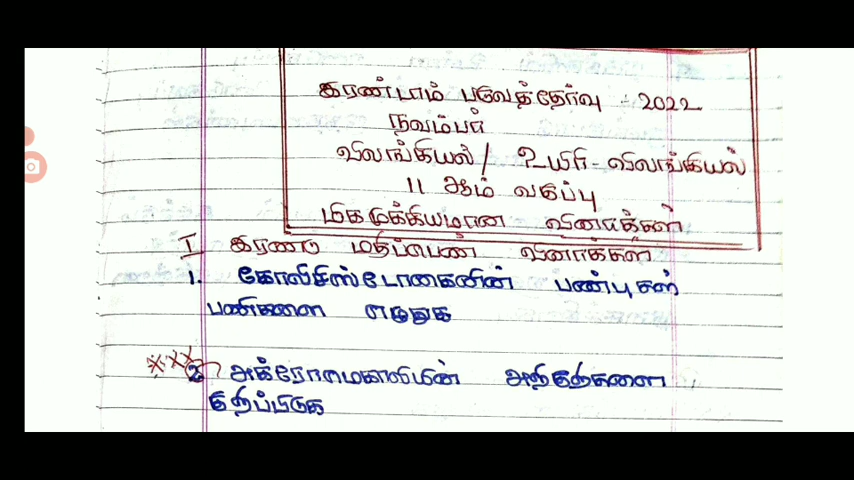 இரண்டாம் பருவத்தேர்வு - 2022
நவம்பர்
விலங்கியல் / உயிர்-விலங்கியல்
11 ஆம் வகுப்பு
மிகமுக்கியமான வினாக்கள்
I இரண்டு மதிப்பெண் வினாக்கள்
1. கோலிசிஸ்டோகைனின் பண்புகள்
பணிகளை எழுதுக
2 அக்ரோமெகாலியின் அறிகுறிகளை
குறிப்பிடுக